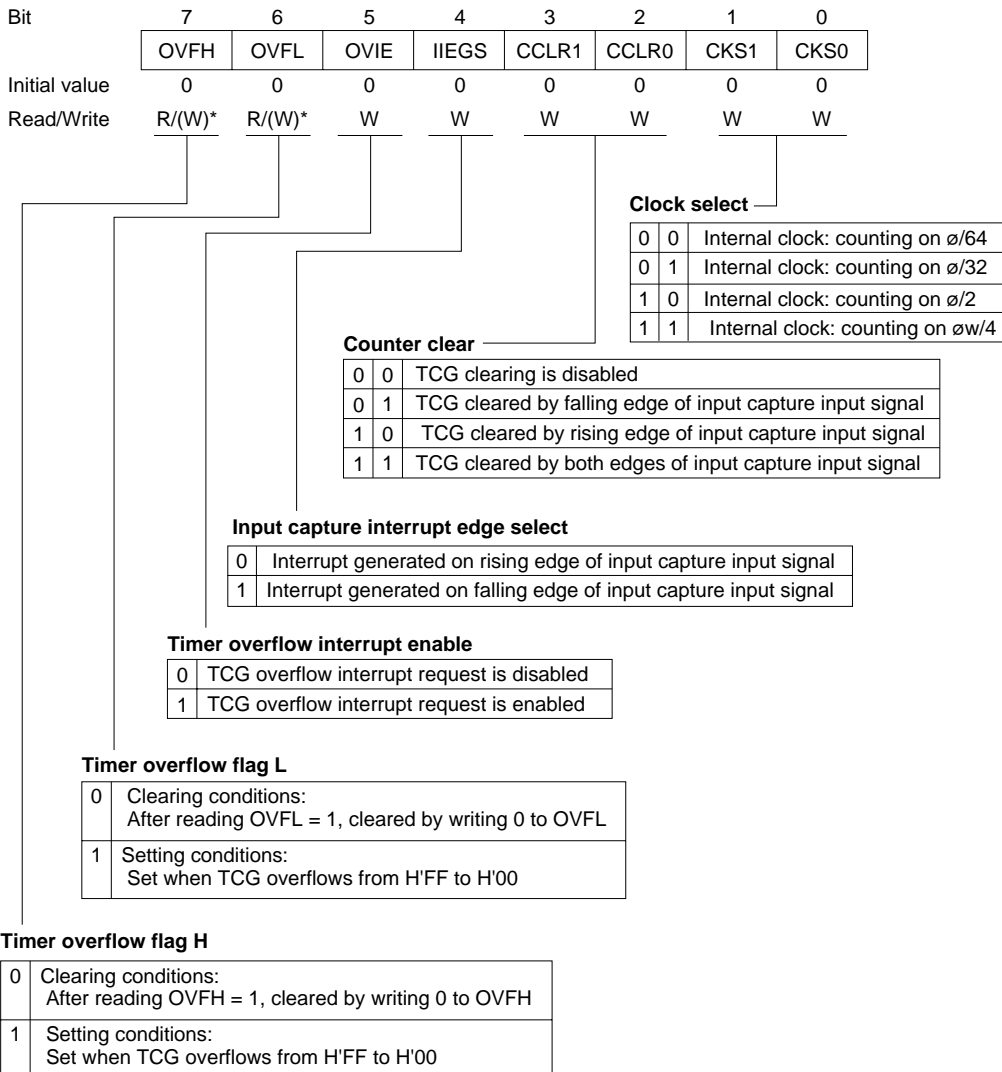 Bit 7 6 5 4 3 2 1 0
OVFH OVFL OVIE IIEGS CCLR1 CCLR0 CKS1 CKS0
Initial value 0 0 0 0 0 0 0 0
Read/Write R/(W)* R/(W)* W W W W W W
Clock select
0 0 Internal clock: counting on ø/64
0 1 Internal clock: counting on ø/32
1 0 Internal clock: counting on ø/2
1 1 Internal clock: counting on øw/4
Counter clear
0 0 TCG clearing is disabled
0 1 TCG cleared by falling edge of input capture input signal
1 0 TCG cleared by rising edge of input capture input signal
1 1 TCG cleared by both edges of input capture input signal
Input capture interrupt edge select
0 Interrupt generated on rising edge of input capture input signal
1 Interrupt generated on falling edge of input capture input signal
Timer overflow interrupt enable
0 TCG overflow interrupt request is disabled
1 TCG overflow interrupt request is enabled
Timer overflow flag L
0 Clearing conditions:
After reading OVFL = 1, cleared by writing 0 to OVFL
1 Setting conditions:
Set when TCG overflows from H'FF to H'00
Timer overflow flag H
0 Clearing conditions:
After reading OVFH = 1, cleared by writing 0 to OVFH
1 Setting conditions:
Set when TCG overflows from H'FF to H'00